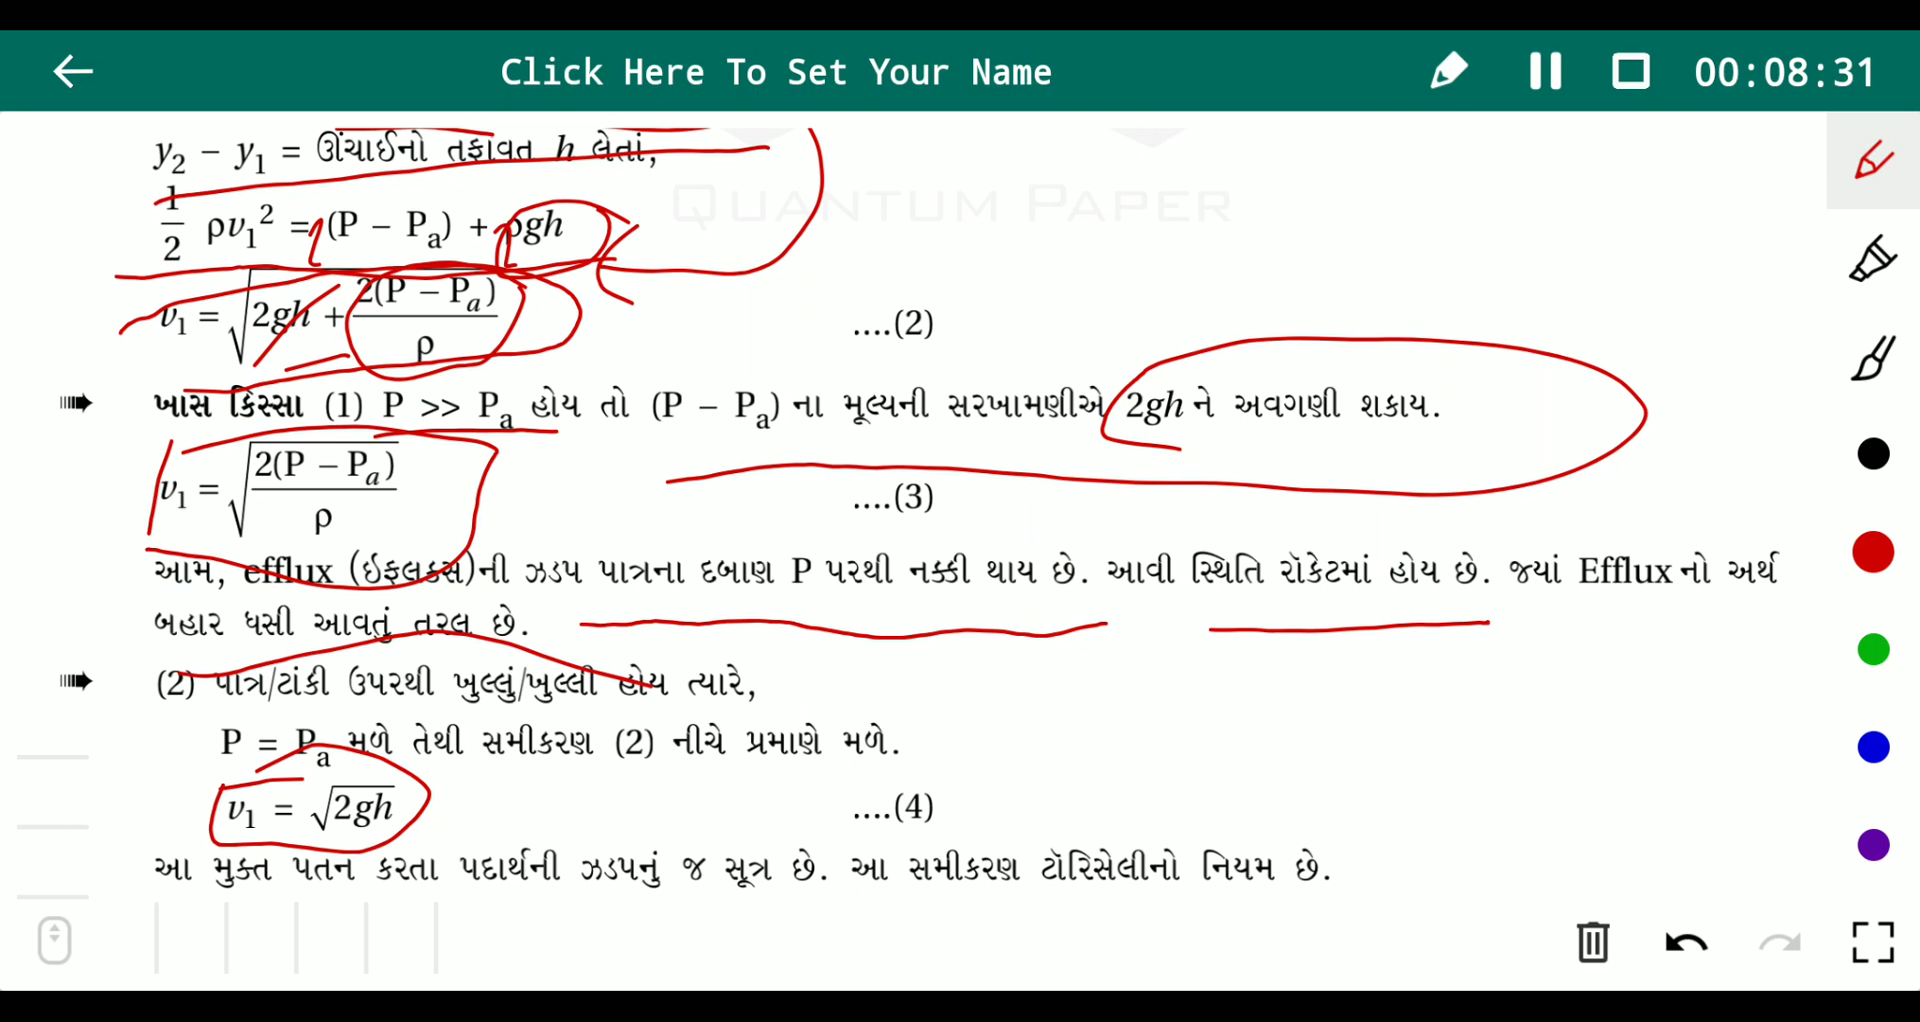 Click Here To Set Your Name 00:08:31
y₂ – y₁ = ઊંચાઈનો તફાવત h લેતાં,
QUANTUM PAPER
1/2 ρv₁² = (P – Pₐ) + ρgh
v₁ = √(2gh + 2(P – Pₐ)/ρ) ....(2)
ખાસ કિસ્સા (1) P >> Pₐ હોય તો (P – Pₐ) ના મૂલ્યની સરખામણીએ 2gh ને અવગણી શકાય.
v₁ = √(2(P – Pₐ)/ρ) ....(3)
આમ, efflux (ઇફલક્સ)ની ઝડપ પાત્રના દબાણ P પરથી નક્કી થાય છે. આવી સ્થિતિ રૉકેટમાં હોય છે. જ્યાં Efflux નો અર્થ
બહાર ધસી આવતું તરલ છે.
(2) પાત્ર/ટાંકી ઉપરથી ખુલ્લું/ખુલ્લી હોય ત્યારે,
P = Pₐ મળે તેથી સમીકરણ (2) નીચે પ્રમાણે મળે.
v₁ = √2gh ....(4)
આ મુક્ત પતન કરતા પદાર્થની ઝડપનું જ સૂત્ર છે. આ સમીકરણ ટૉરિસેલીનો નિયમ છે.